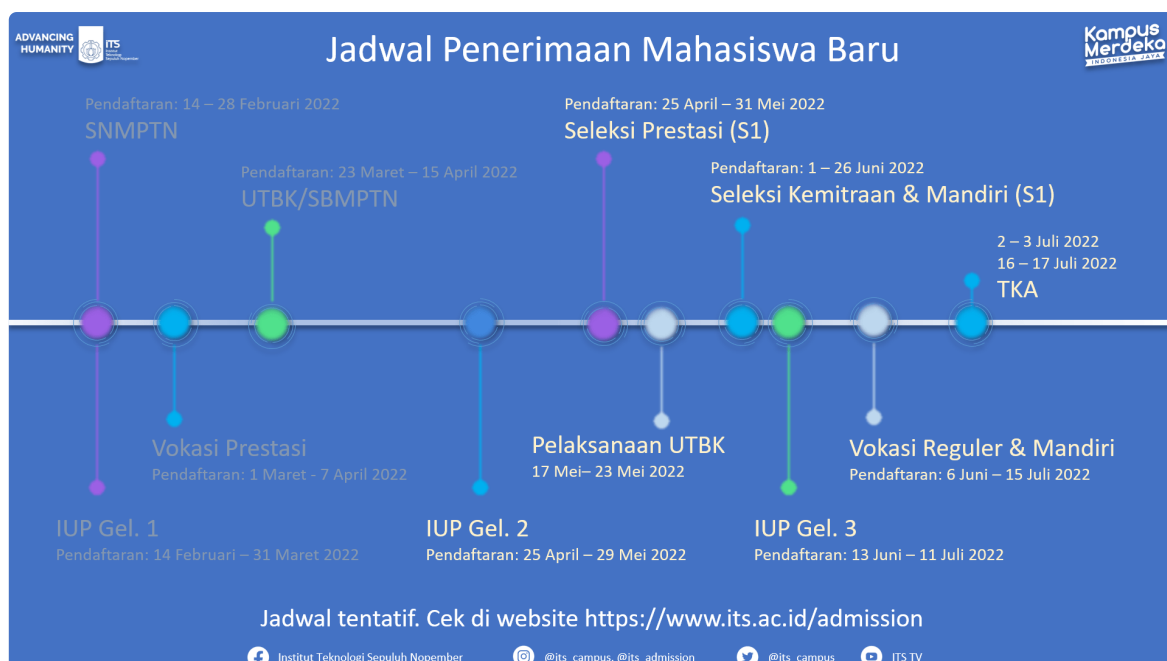 ADVANCING
HUMANITY
ITS
Institut
Teknologi
Sepuluh Nopember
Jadwal Penerimaan Mahasiswa Baru
Kampus
Merdeka
INDONESIA JAYA
Pendaftaran: 14 – 28 Februari 2022
SNMPTN
Pendaftaran: 25 April – 31 Mei 2022
Seleksi Prestasi (S1)
Pendaftaran: 23 Maret – 15 April 2022
UTBK/SBMPTN
Pendaftaran: 1 – 26 Juni 2022
Seleksi Kemitraan & Mandiri (S1)
2 – 3 Juli 2022
16 – 17 Juli 2022
TKA
Vokasi Prestasi
Pendaftaran: 1 Maret - 7 April 2022
Pelaksanaan UTBK
17 Mei– 23 Mei 2022
Vokasi Reguler & Mandiri
Pendaftaran: 6 Juni – 15 Juli 2022
IUP Gel. 1
Pendaftaran: 14 Februari – 31 Maret 2022
IUP Gel. 2
Pendaftaran: 25 April – 29 Mei 2022
IUP Gel. 3
Pendaftaran: 13 Juni – 11 Juli 2022
Jadwal tentatif. Cek di website https://www.its.ac.id/admission
Institut Teknologi Sepuluh Nopember
@its_campus, @its_admission
@its_campus
ITS TV